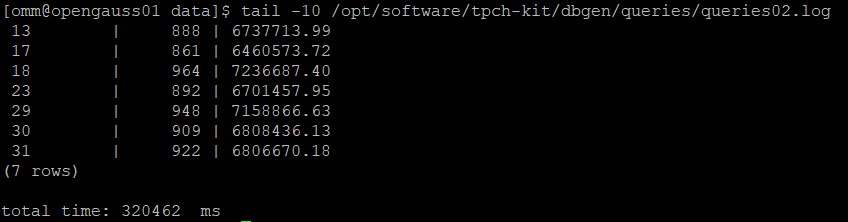 [omm@opengauss01 data]$ tail -10 /opt/software/tpch-kit/dbgen/queries/queries02.log
13 | 888 | 6737713.99
17 | 861 | 6460573.72
18 | 964 | 7236687.40
23 | 892 | 6701457.95
29 | 948 | 7158866.63
30 | 909 | 6808436.13
31 | 922 | 6806670.18
(7 rows)
total time: 320462 ms